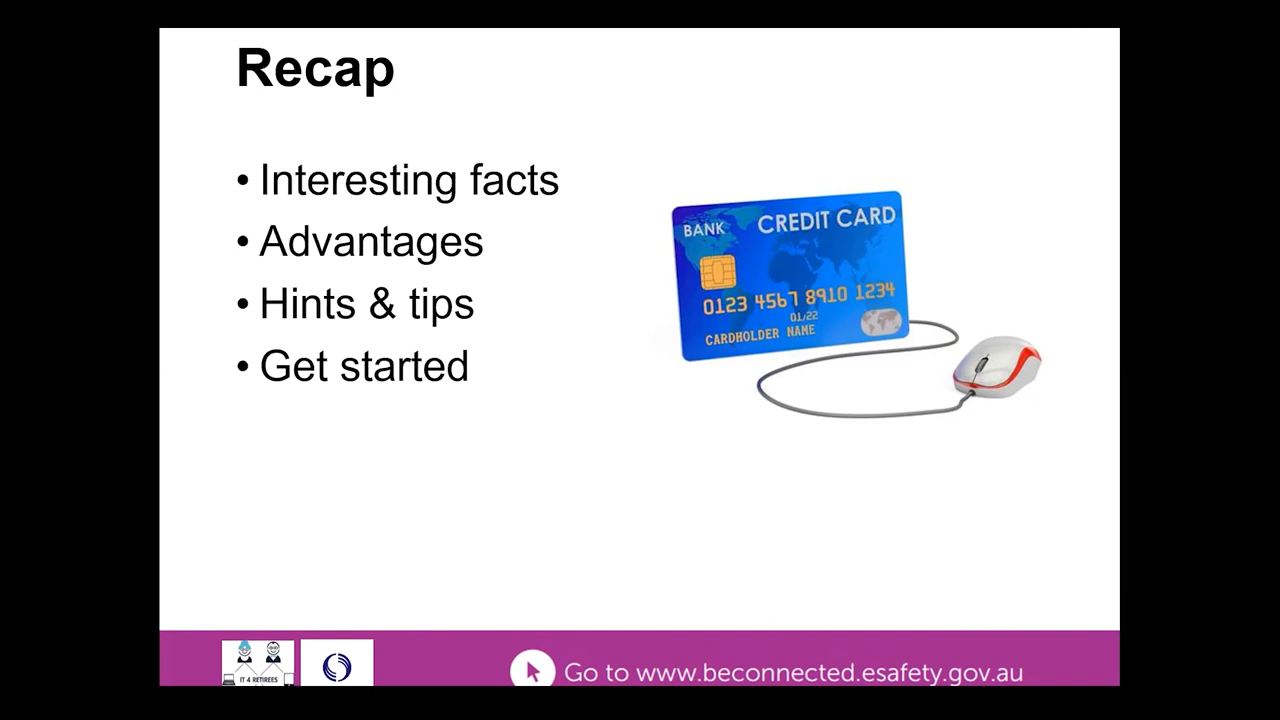 Recap
• Interesting facts
• Advantages
• Hints & tips
• Get started
BANK CREDIT CARD
0123 4567 8910 1234
01/22
CARDHOLDER NAME
IT 4 RETIREES
Go to www.beconnected.esafety.gov.au